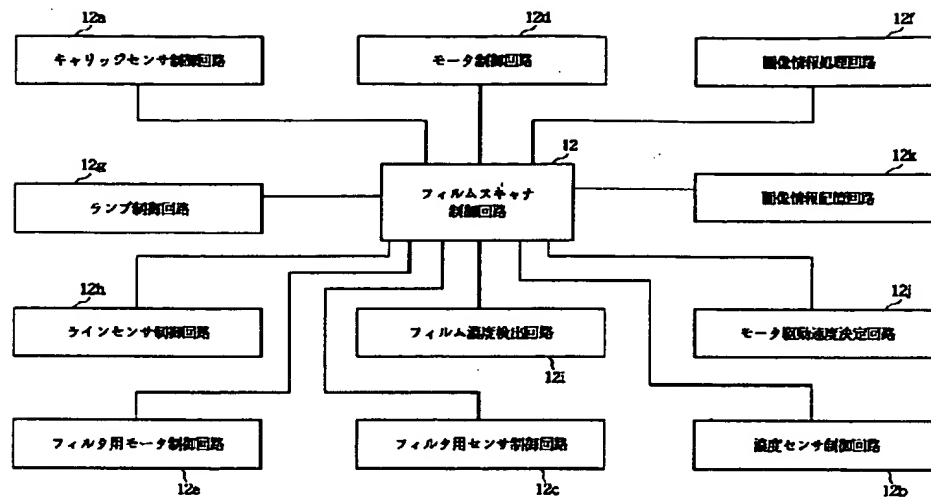 12a
キャリッジセンサ制御回路
12d
モータ制御回路
12f
画像情報処理回路
12
フィルムスキャナ
制御回路
12g
ランプ制御回路
12k
画像情報記憶回路
12h
ラインセンサ制御回路
フィルム濃度検出回路
12i
12j
モータ駆動速度決定回路
フィルタ用モータ制御回路
12e
フィルタ用センサ制御回路
12c
濃度センサ制御回路
12b